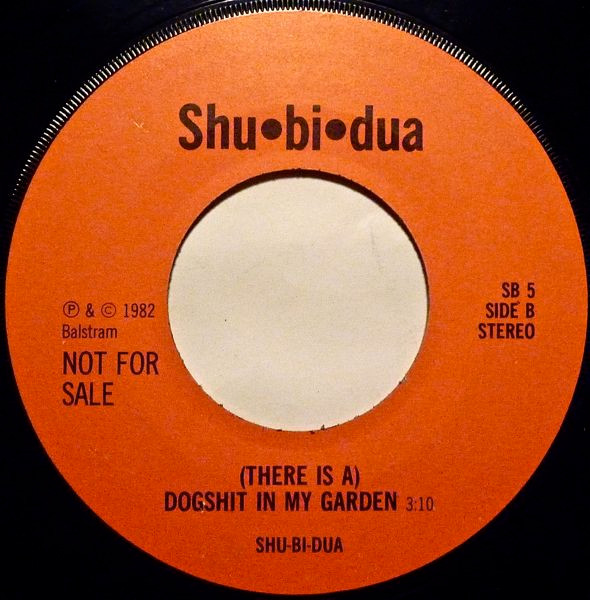 Shu•bi•dua
℗ & © 1982
Balstram
NOT FOR
SALE
SB 5
SIDE B
STEREO
(THERE IS A)
DOGSHIT IN MY GARDEN 3:10
SHU-BI-DUA